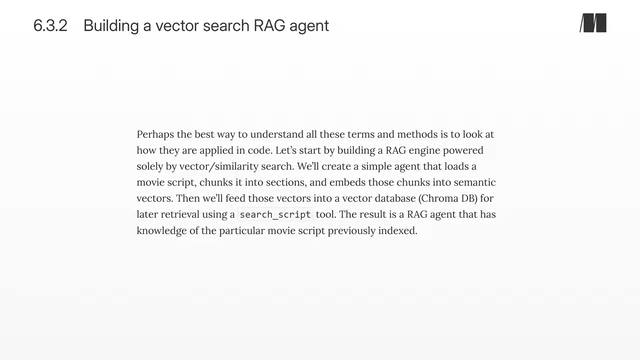 6.3.2 Building a vector search RAG agent
Perhaps the best way to understand all these terms and methods is to look at
how they are applied in code. Let’s start by building a RAG engine powered
solely by vector/similarity search. We’ll create a simple agent that loads a
movie script, chunks it into sections, and embeds those chunks into semantic
vectors. Then we’ll feed those vectors into a vector database (Chroma DB) for
later retrieval using a search_script tool. The result is a RAG agent that has
knowledge of the particular movie script previously indexed.